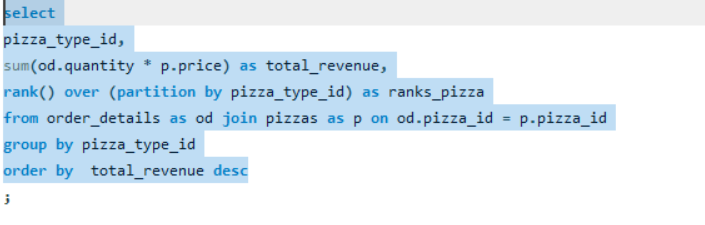 select
pizza_type_id,
sum(od.quantity * p.price) as total_revenue,
rank() over (partition by pizza_type_id) as ranks_pizza
from order_details as od join pizzas as p on od.pizza_id = p.pizza_id
group by pizza_type_id
order by  total_revenue desc
;